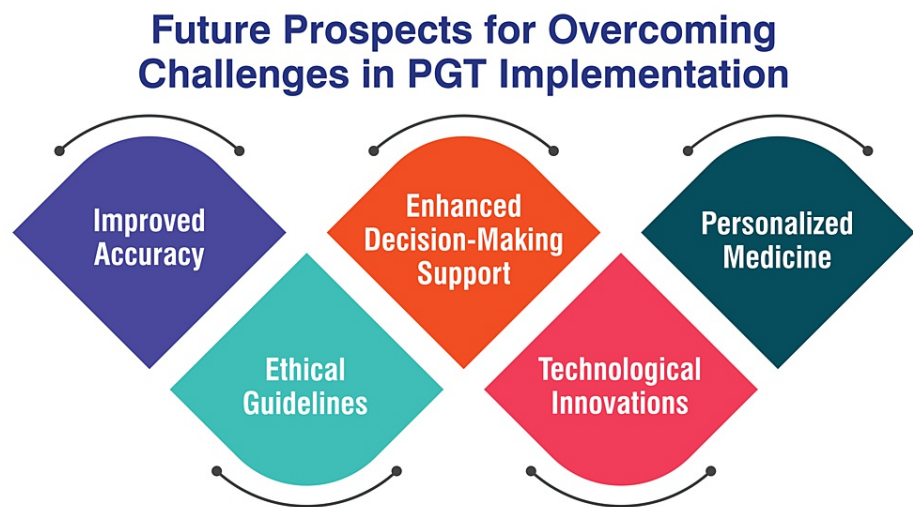 Future Prospects for Overcoming
Challenges in PGT Implementation
Improved
Accuracy
Enhanced
Decision-Making
Support
Personalized
Medicine
Ethical
Guidelines
Technological
Innovations